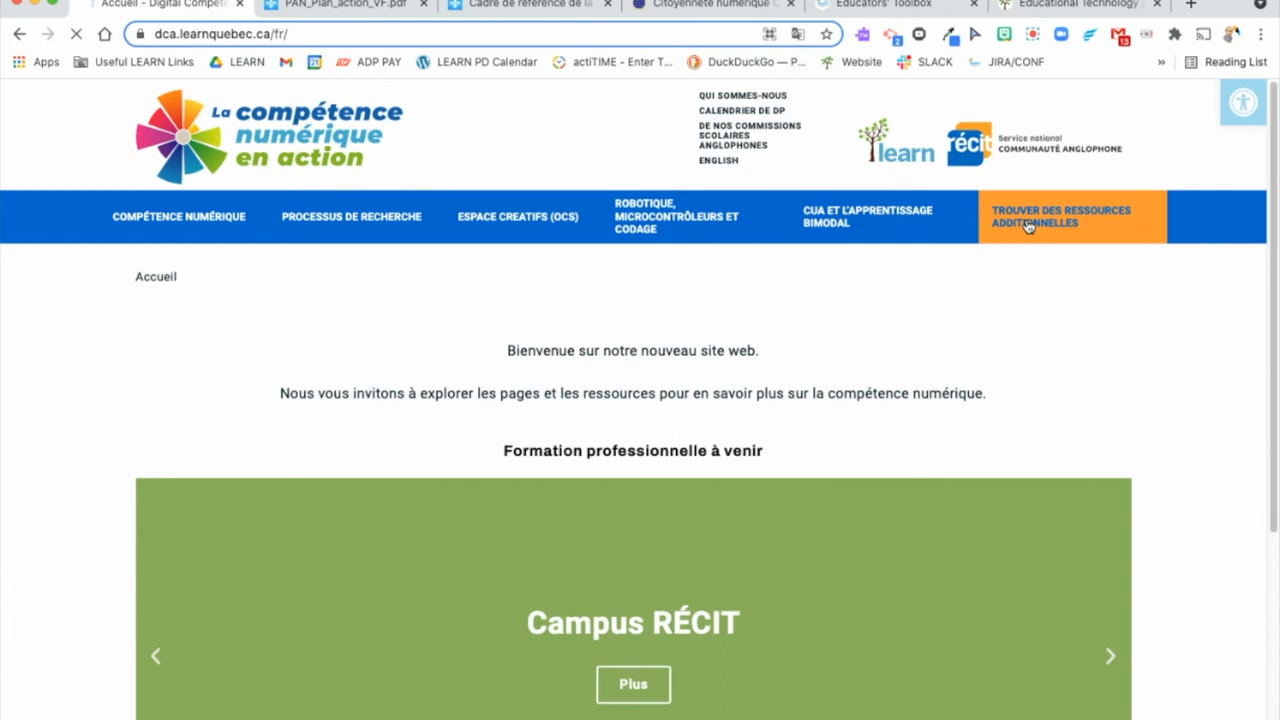 Accueil - Digital Compete
PAN_Plan_action_VF.pdf
Cadre de référence de la
Citoyenneté numérique
Educators' Toolbox
Educational Technology
dca.learnquebec.ca/fr/
2
13
Apps
Useful LEARN Links
LEARN
ADP PAY
LEARN PD Calendar
actiTIME - Enter T...
DuckDuckGo — P...
Website
SLACK
JIRA/CONF
»
Reading List
La compétence
numérique
en action
QUI SOMMES-NOUS
CALENDRIER DE DP
DE NOS COMMISSIONS
SCOLAIRES
ANGLOPHONES
ENGLISH
learn
récit
Service national
COMMUNAUTÉ ANGLOPHONE
COMPÉTENCE NUMÉRIQUE
PROCESSUS DE RECHERCHE
ESPACE CREATIFS (OCS)
ROBOTIQUE,
MICROCONTRÔLEURS ET
CODAGE
CUA ET L'APPRENTISSAGE
BIMODAL
TROUVER DES RESSOURCES
ADDITIONNELLES
Accueil
Bienvenue sur notre nouveau site web.
Nous vous invitons à explorer les pages et les ressources pour en savoir plus sur la compétence numérique.
Formation professionnelle à venir
Campus RÉCIT
Plus